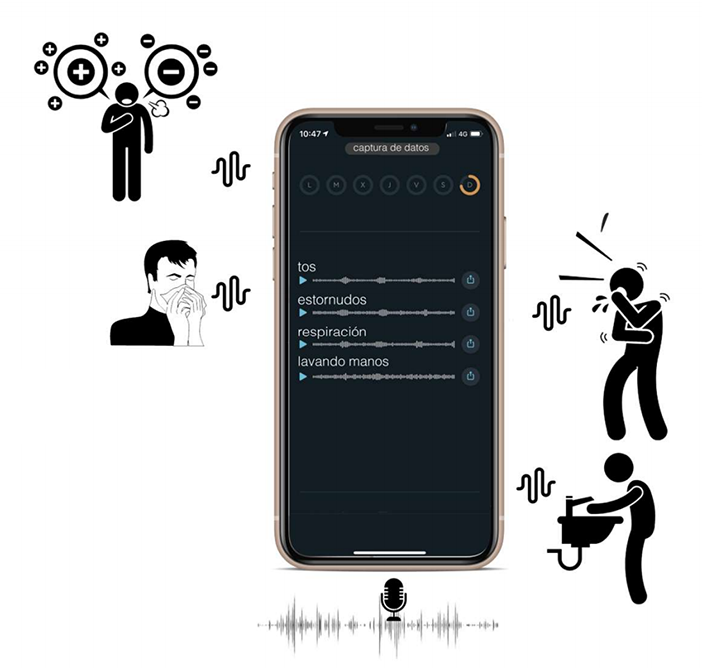 10:47
4G
captura de datos
L M X J V S D
tos
estornudos
respiración
lavando manos